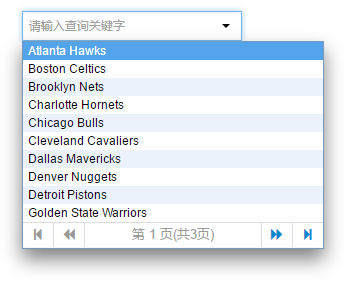 请输入查询关键字
Atlanta Hawks
Boston Celtics
Brooklyn Nets
Charlotte Hornets
Chicago Bulls
Cleveland Cavaliers
Dallas Mavericks
Denver Nuggets
Detroit Pistons
Golden State Warriors
第 1 页(共3页)